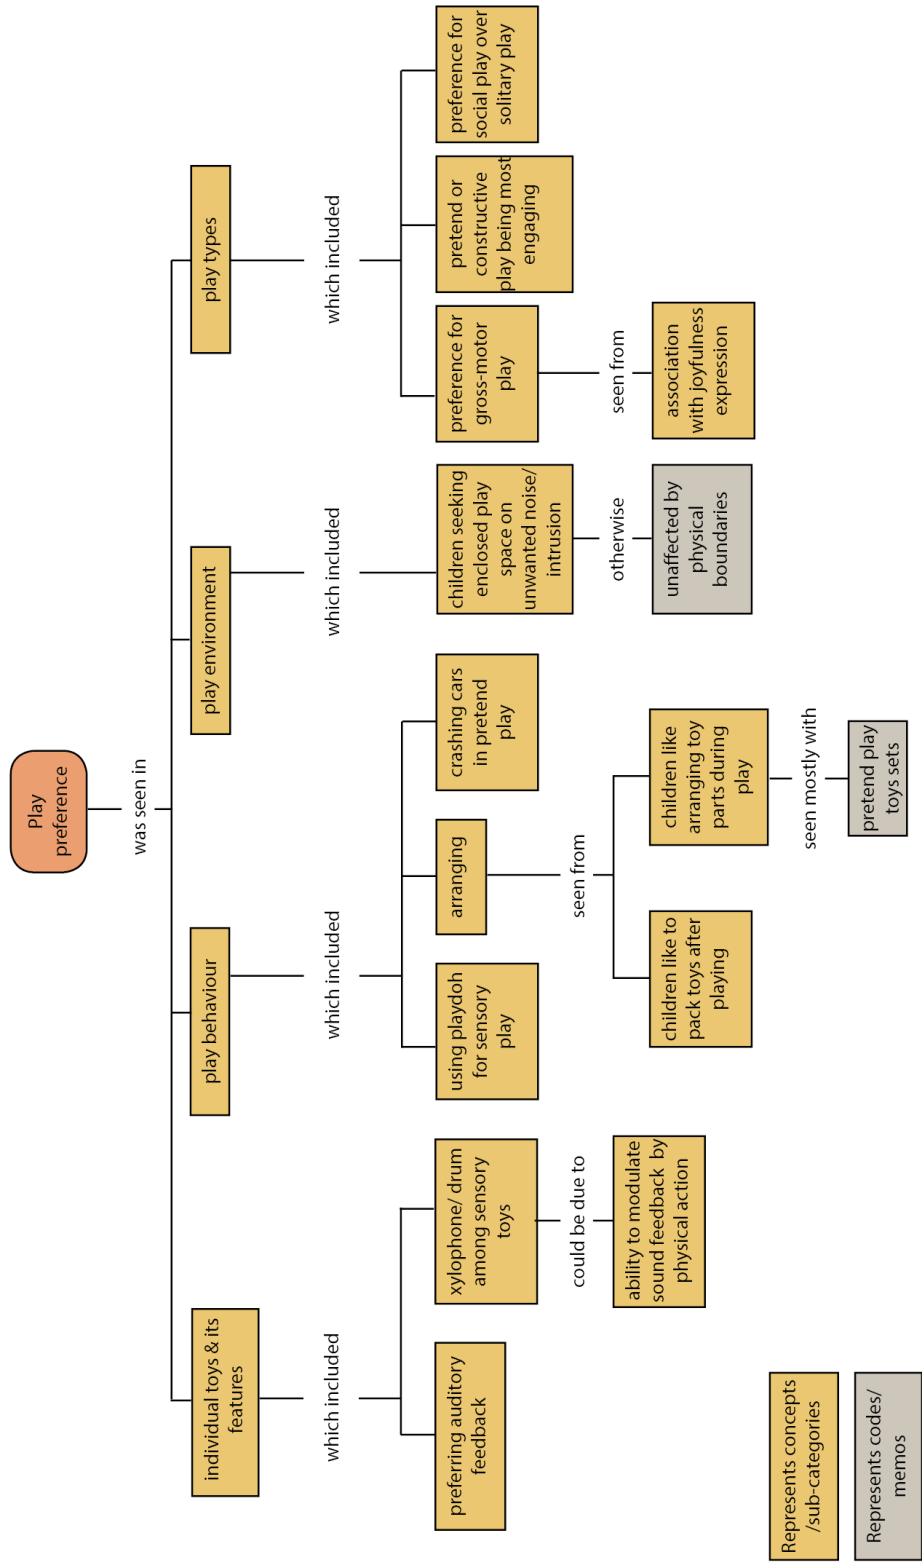 Play
preference
was seen in
individual toys & its
features
which included
preferring auditory
feedback
xylophone/ drum
among sensory
toys
could be due to
ability to modulate
sound feedback by
physical action
play behaviour
which included
using playdoh
for sensory
play
arranging
seen from
children like to
pack toys after
playing
children like
arranging toy
parts during
play
seen mostly with
pretend play
toys sets
crashing cars
in pretend
play
play environment
which included
children seeking
enclosed play
space on
unwanted noise/
intrusion
otherwise
unaffected by
physical
boundaries
play types
which included
preference for
gross-motor
play
seen from
association
with joyfulness
expression
pretend or
constructive
play being most
engaging
preference for
social play over
solitary play
Represents concepts
/sub-categories
Represents codes/
memos